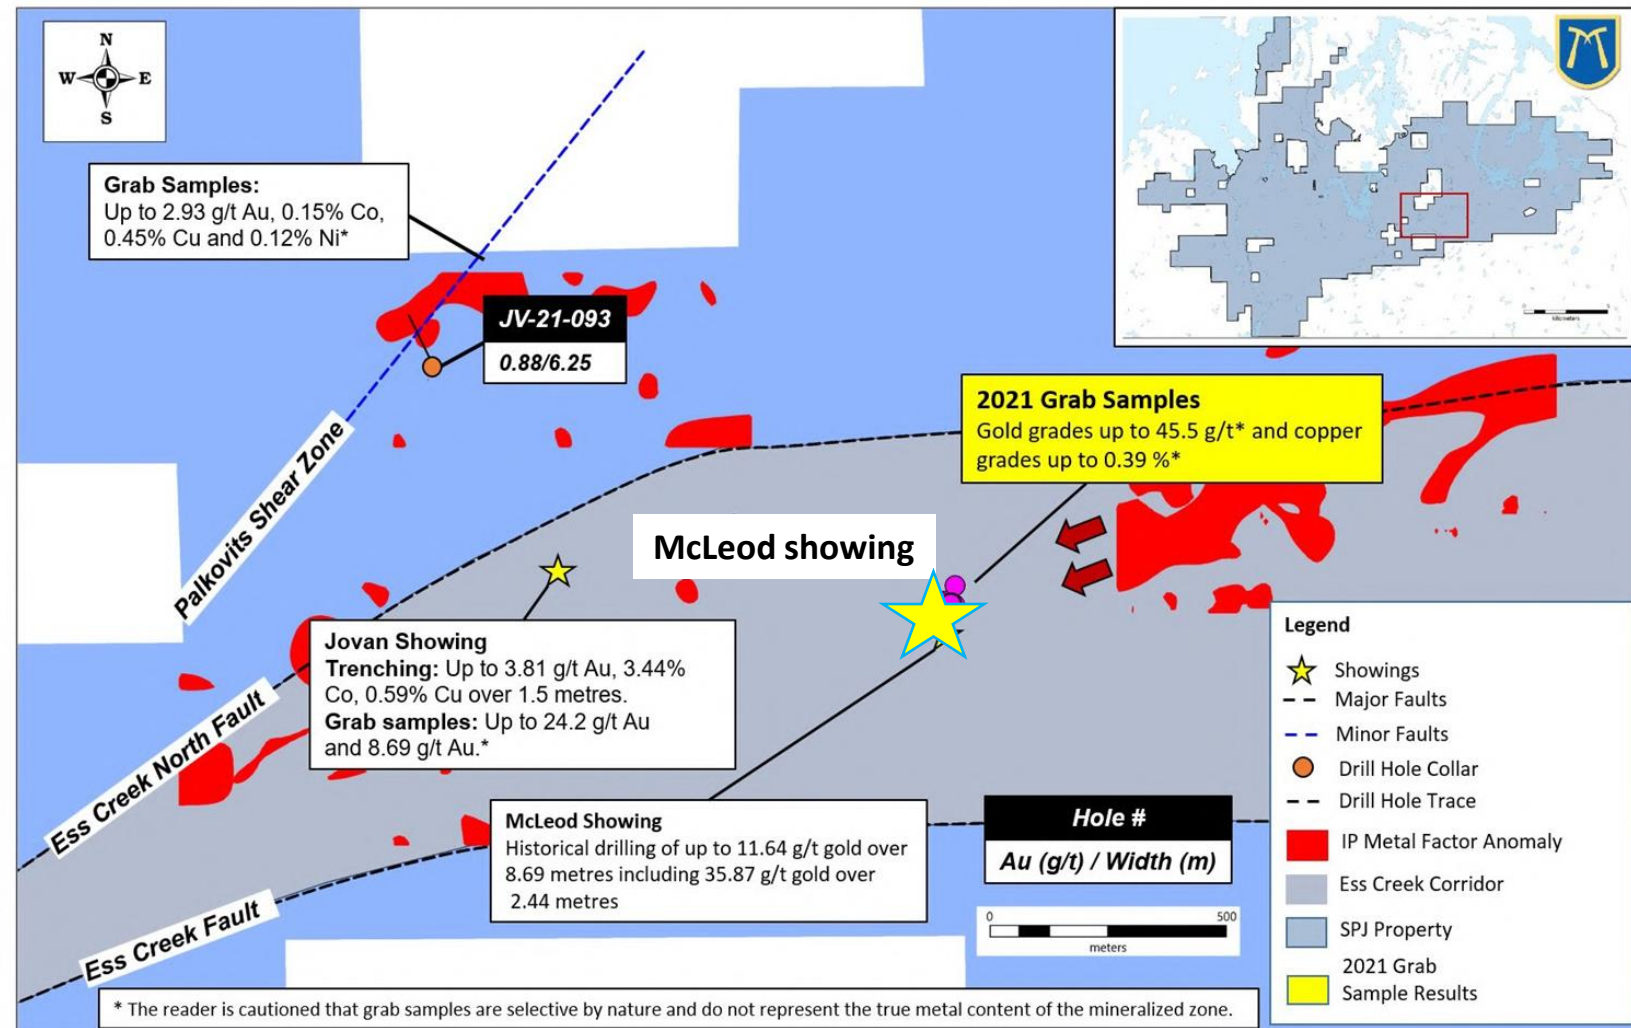 N
W E
S
Grab Samples:
Up to 2.93 g/t Au, 0.15% Co,
0.45% Cu and 0.12% Ni*
JV-21-093
0.88/6.25
Palkovits Shear Zone
2021 Grab Samples
Gold grades up to 45.5 g/t* and copper
grades up to 0.39 %*
McLeod showing
Jovan Showing
Trenching: Up to 3.81 g/t Au, 3.44%
Co, 0.59% Cu over 1.5 metres.
Grab samples: Up to 24.2 g/t Au
and 8.69 g/t Au.*
Ess Creek North Fault
Ess Creek Fault
McLeod Showing
Historical drilling of up to 11.64 g/t gold over
8.69 metres including 35.87 g/t gold over
2.44 metres
Hole #
Au (g/t) / Width (m)
0 500
meters
Legend
Showings
Major Faults
Minor Faults
Drill Hole Collar
Drill Hole Trace
IP Metal Factor Anomaly
Ess Creek Corridor
SPJ Property
2021 Grab
Sample Results
* The reader is cautioned that grab samples are selective by nature and do not represent the true metal content of the mineralized zone.